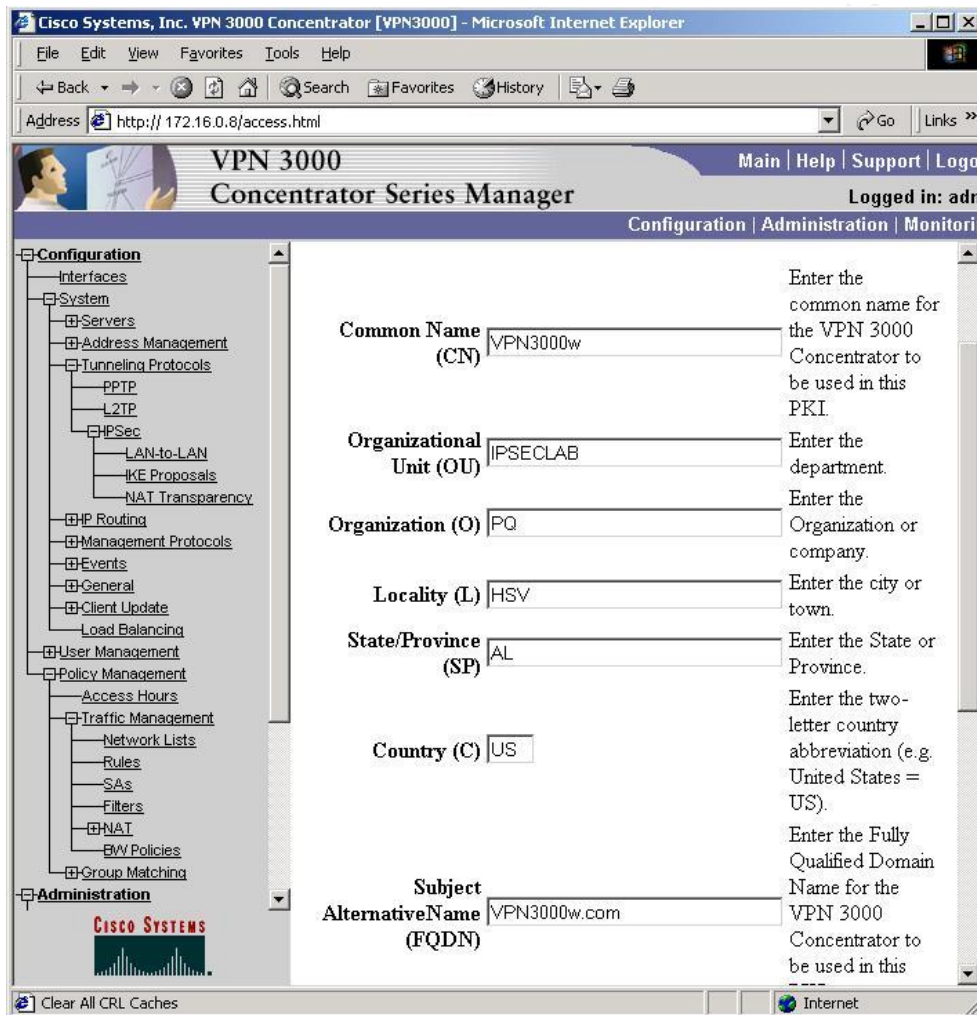 Cisco Systems, Inc. VPN 3000 Concentrator [VPN3000] - Microsoft Internet Explorer
File Edit View Favorites Tools Help
Back Search Favorites History
Address http:// 172.16.0.8/access.html Go Links »
VPN 3000
Concentrator Series Manager
Main | Help | Support | Logo
Logged in: adr
Configuration | Administration | Monitori
Configuration
Interfaces
System
Servers
Address Management
Tunneling Protocols
PPTP
L2TP
IPSec
LAN-to-LAN
IKE Proposals
NAT Transparency
IP Routing
Management Protocols
Events
General
Client Update
Load Balancing
User Management
Policy Management
Access Hours
Traffic Management
Network Lists
Rules
SAs
Filters
NAT
BW Policies
Group Matching
Administration
CISCO SYSTEMS
Common Name
(CN)
VPN3000w
Enter the
common name for
the VPN 3000
Concentrator to
be used in this
PKI.
Organizational
Unit (OU)
IPSECLAB
Enter the
department.
Organization (O)
PQ
Enter the
Organization or
company.
Locality (L)
HSV
Enter the city or
town.
State/Province
(SP)
AL
Enter the State or
Province.
Country (C)
US
Enter the two-
letter country
abbreviation (e.g.
United States =
US).
Subject
AlternativeName
(FQDN)
VPN3000w.com
Enter the Fully
Qualified Domain
Name for the
VPN 3000
Concentrator to
be used in this
Clear All CRL Caches
Internet